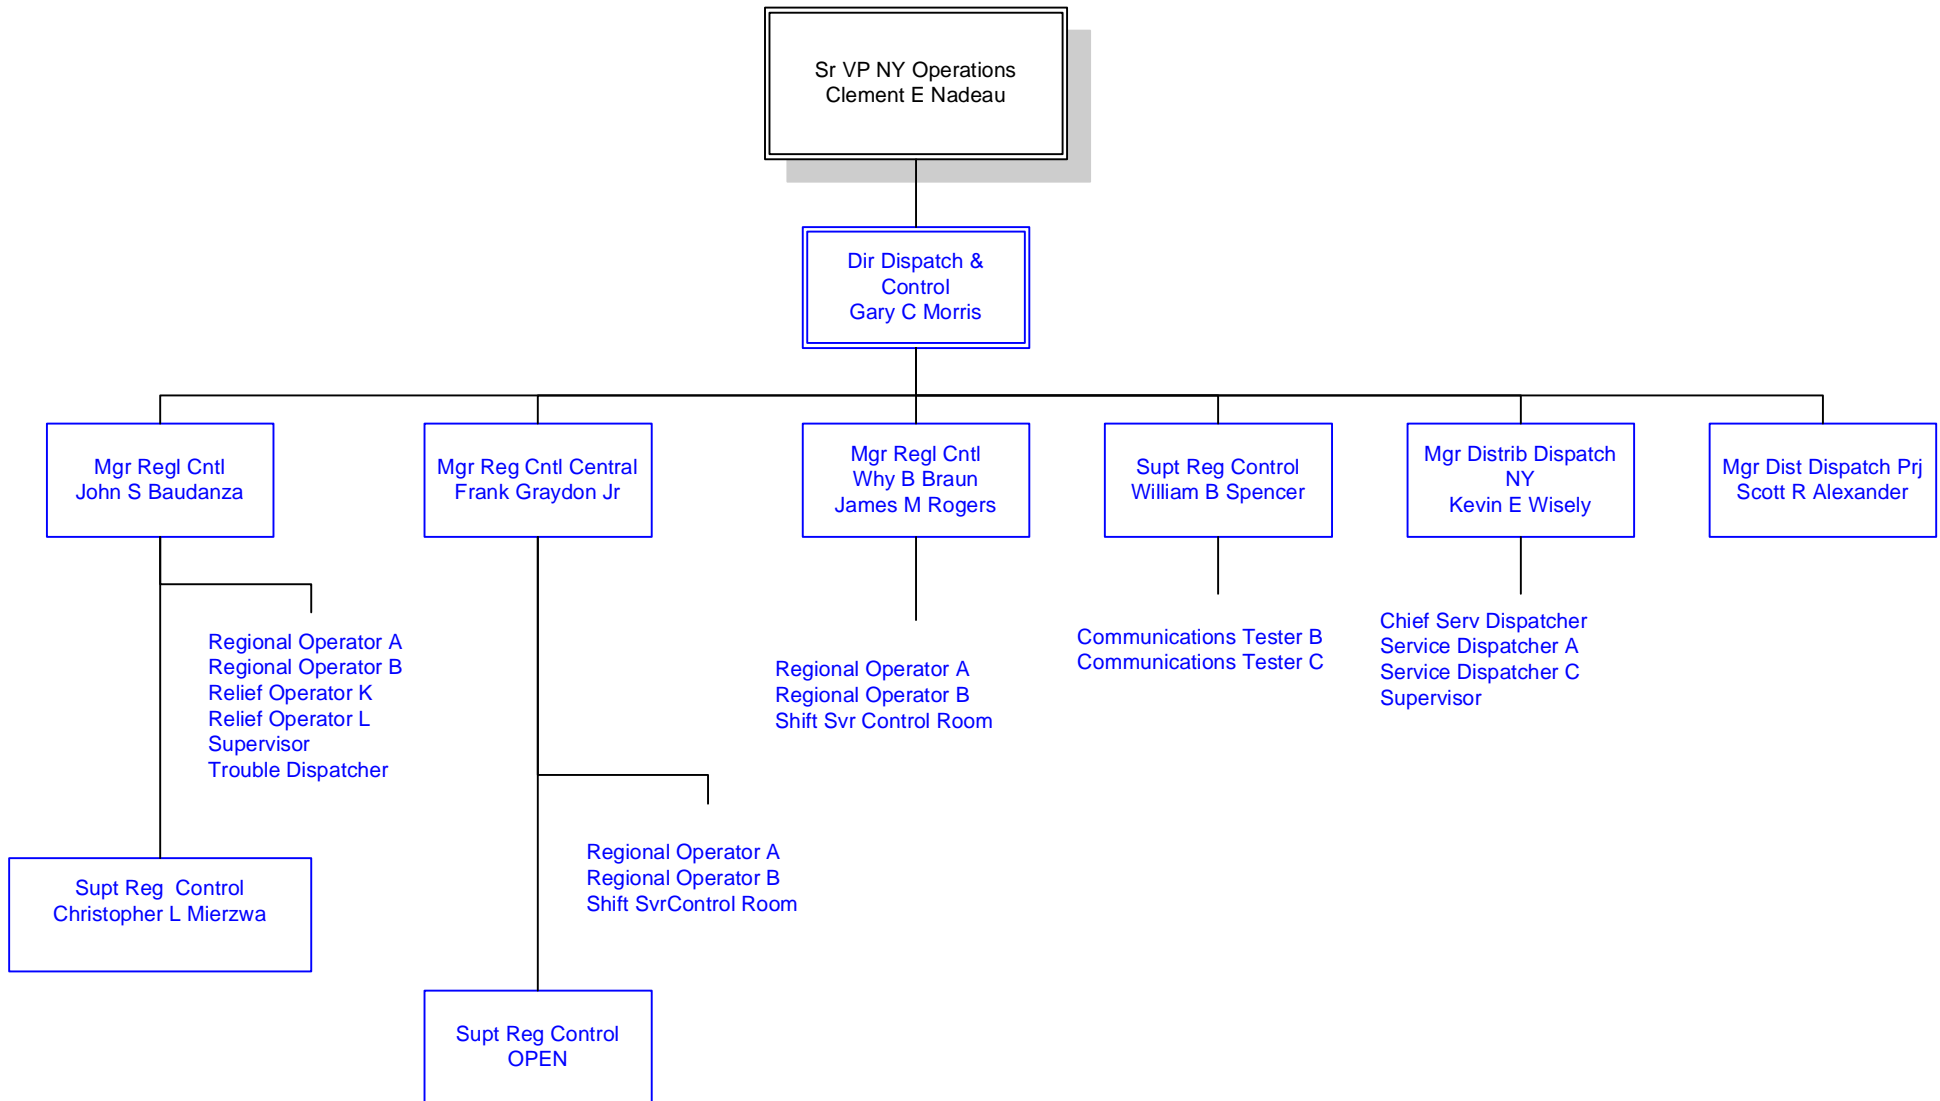 Sr VP NY Operations
Clement E Nadeau
Dir Dispatch &
Control
Gary C Morris
Mgr Regl Cntl
John S Baudanza
Mgr Reg Cntl Central
Frank Graydon Jr
Mgr Regl Cntl
Why B Braun
James M Rogers
Supt Reg Control
William B Spencer
Mgr Distrib Dispatch
NY
Kevin E Wisely
Mgr Dist Dispatch Prj
Scott R Alexander
Regional Operator A
Regional Operator B
Relief Operator K
Relief Operator L
Supervisor
Trouble Dispatcher
Regional Operator A
Regional Operator B
Shift Svr Control Room
Communications Tester B
Communications Tester C
Chief Serv Dispatcher
Service Dispatcher A
Service Dispatcher C
Supervisor
Regional Operator A
Regional Operator B
Shift SvrControl Room
Supt Reg  Control
Christopher L Mierzwa
Supt Reg Control
OPEN